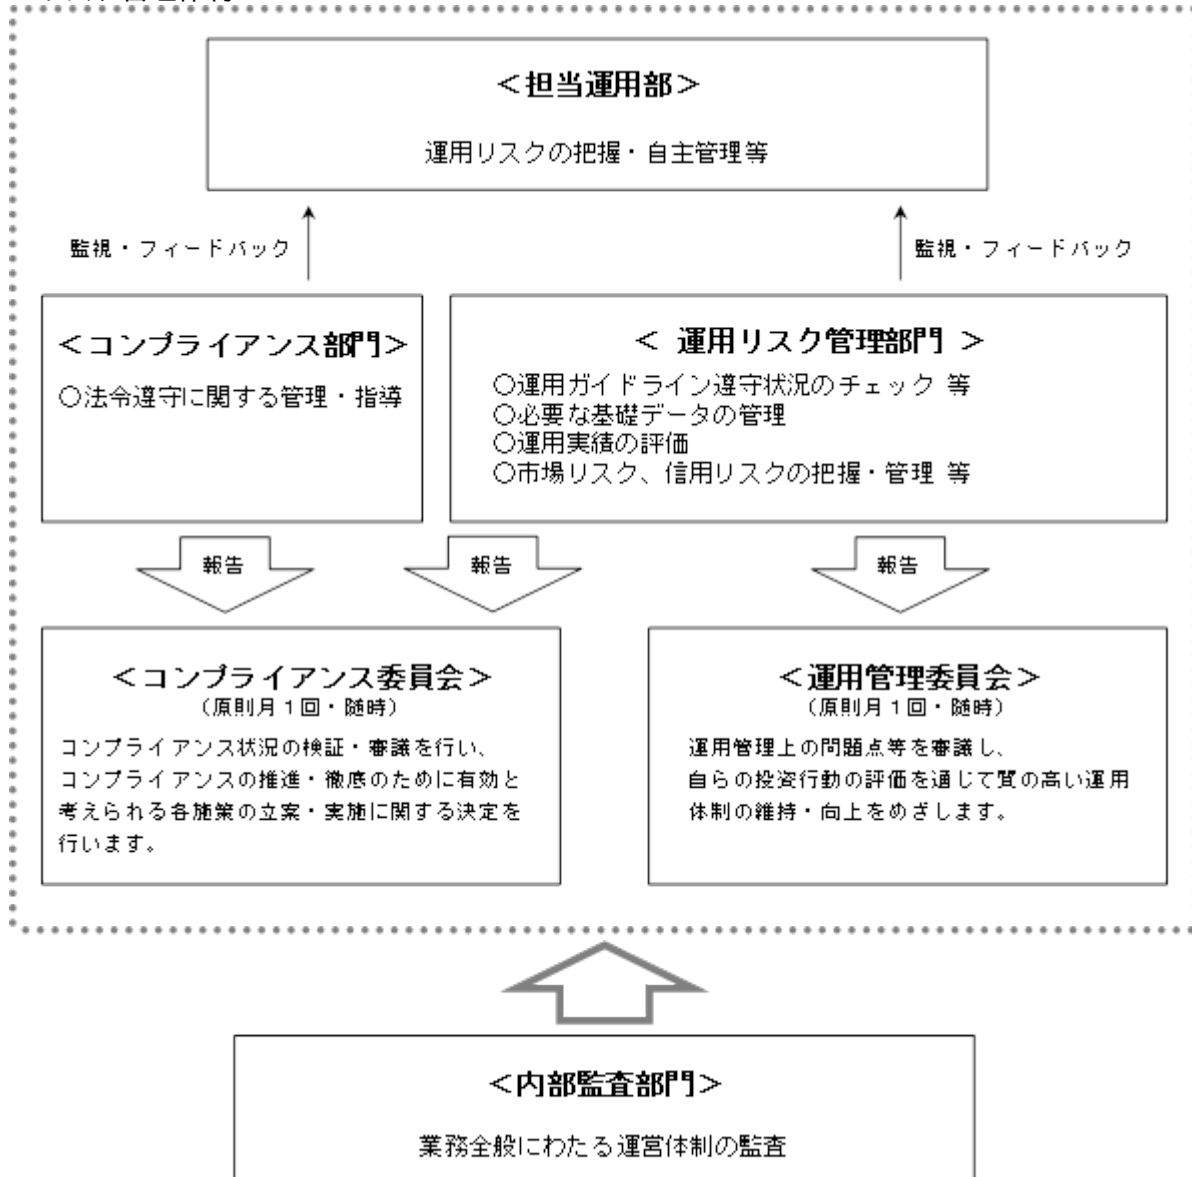 ＜担当運用部＞
運用リスクの把握・自主管理等
監視・フィードバック
監視・フィードバック
＜コンプライアンス部門＞
○法令遵守に関する管理・指導
＜ 運用リスク管理部門 ＞
○運用ガイドライン遵守状況のチェック 等
○必要な基礎データの管理
○運用実績の評価
○市場リスク、信用リスクの把握・管理 等
報告
報告
報告
＜コンプライアンス委員会＞
（原則月１回・随時）
コンプライアンス状況の検証・審議を行い、
コンプライアンスの推進・徹底のために有効と
考えられる各施策の立案・実施に関する決定を
行います。
＜運用管理委員会＞
（原則月１回・随時）
運用管理上の問題点等を審議し、
自らの投資行動の評価を通じて質の高い運用
体制の維持・向上をめざします。
＜内部監査部門＞
業務全般にわたる運営体制の監査